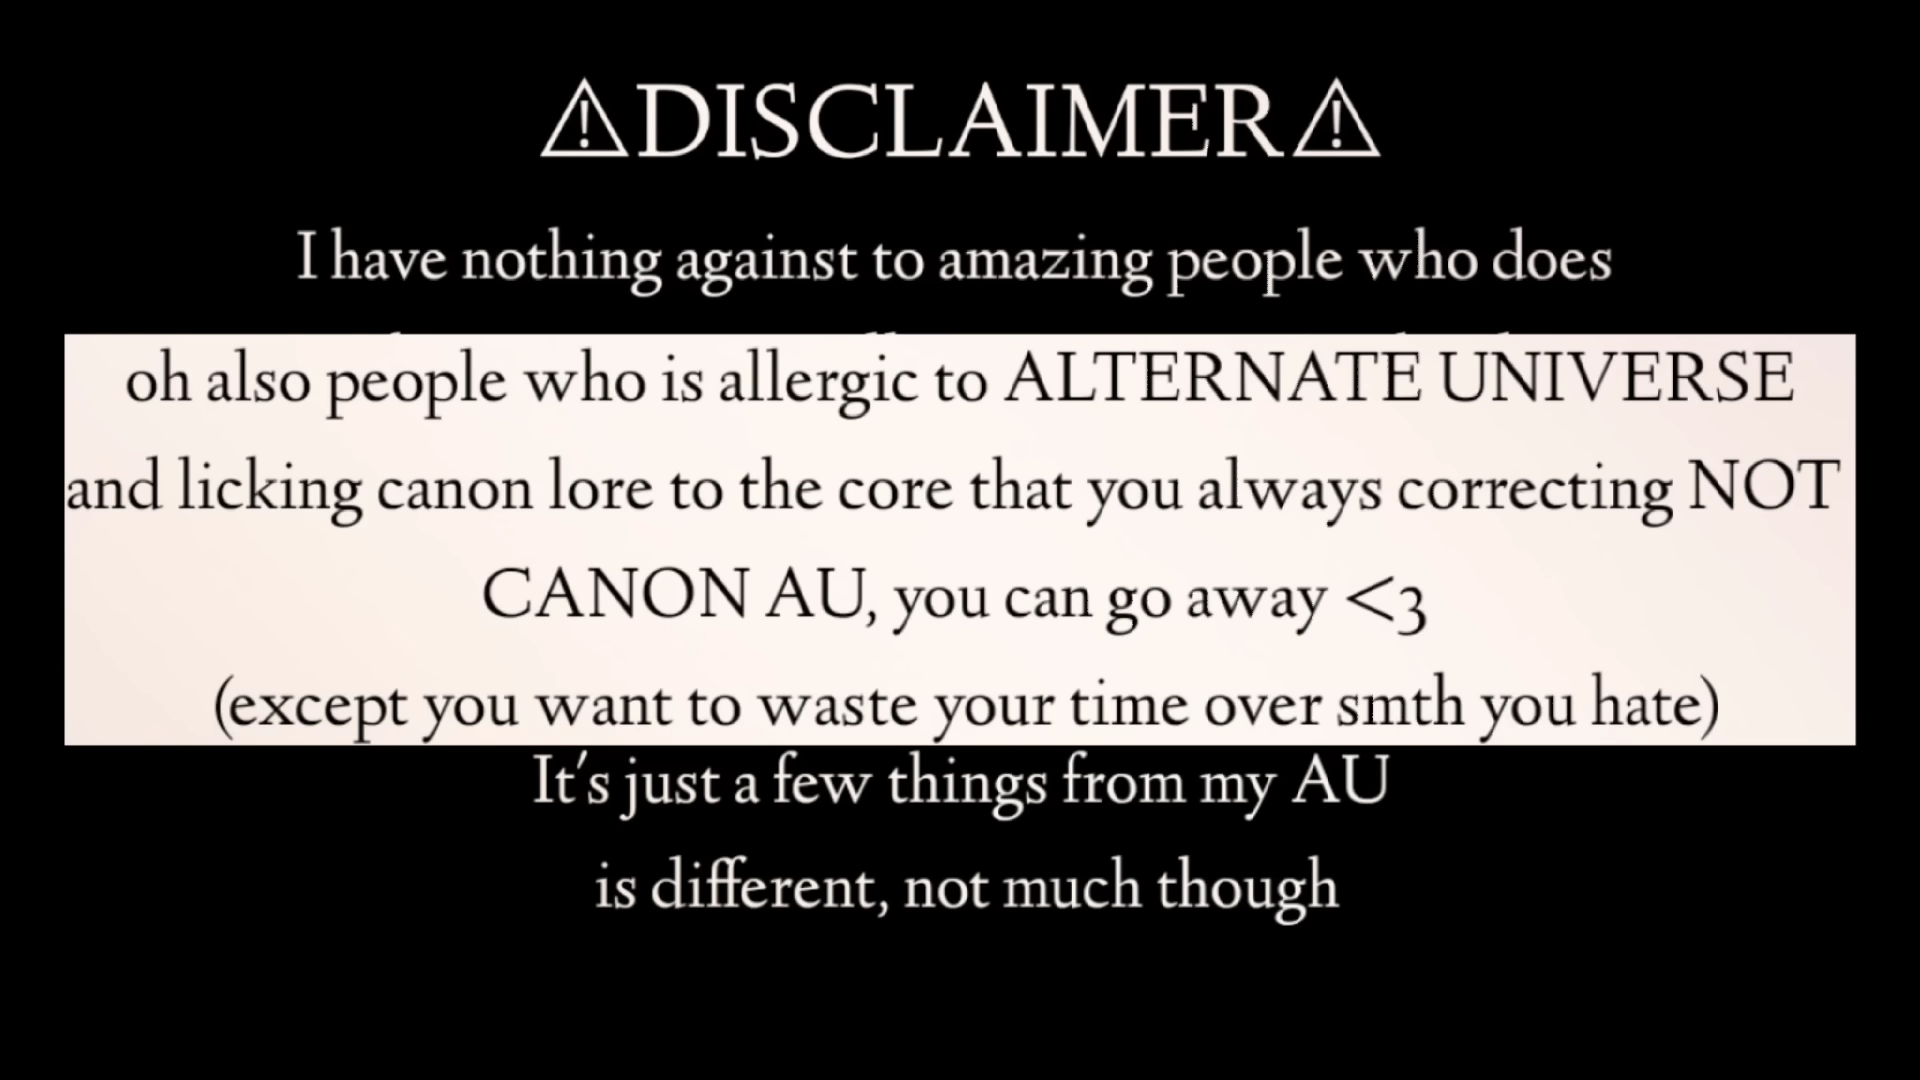 ⚠DISCLAIMER⚠
I have nothing against to amazing people who does
oh also people who is allergic to ALTERNATE UNIVERSE
and licking canon lore to the core that you always correcting NOT
CANON AU, you can go away <3
(except you want to waste your time over smth you hate)
It's just a few things from my AU
is different, not much though